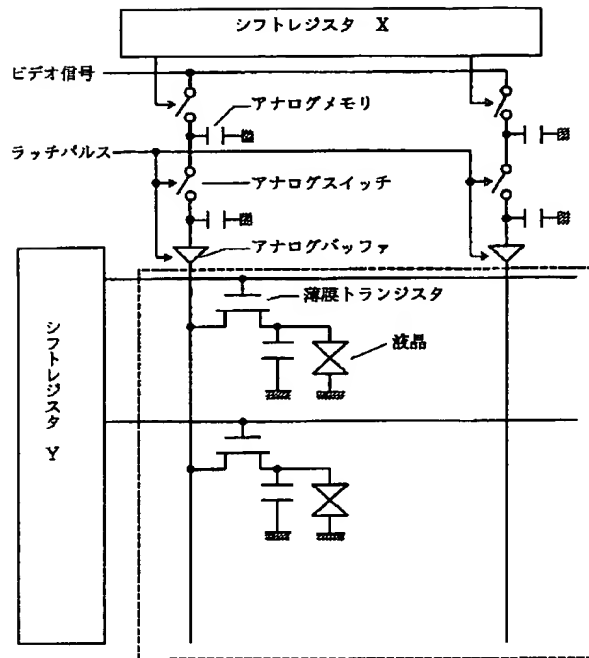 シフトレジスタ X
ビデオ信号
アナログメモリ
ラッチパルス
アナログスイッチ
アナログバッファ
薄膜トランジスタ
液晶
シフトレジスタ Y